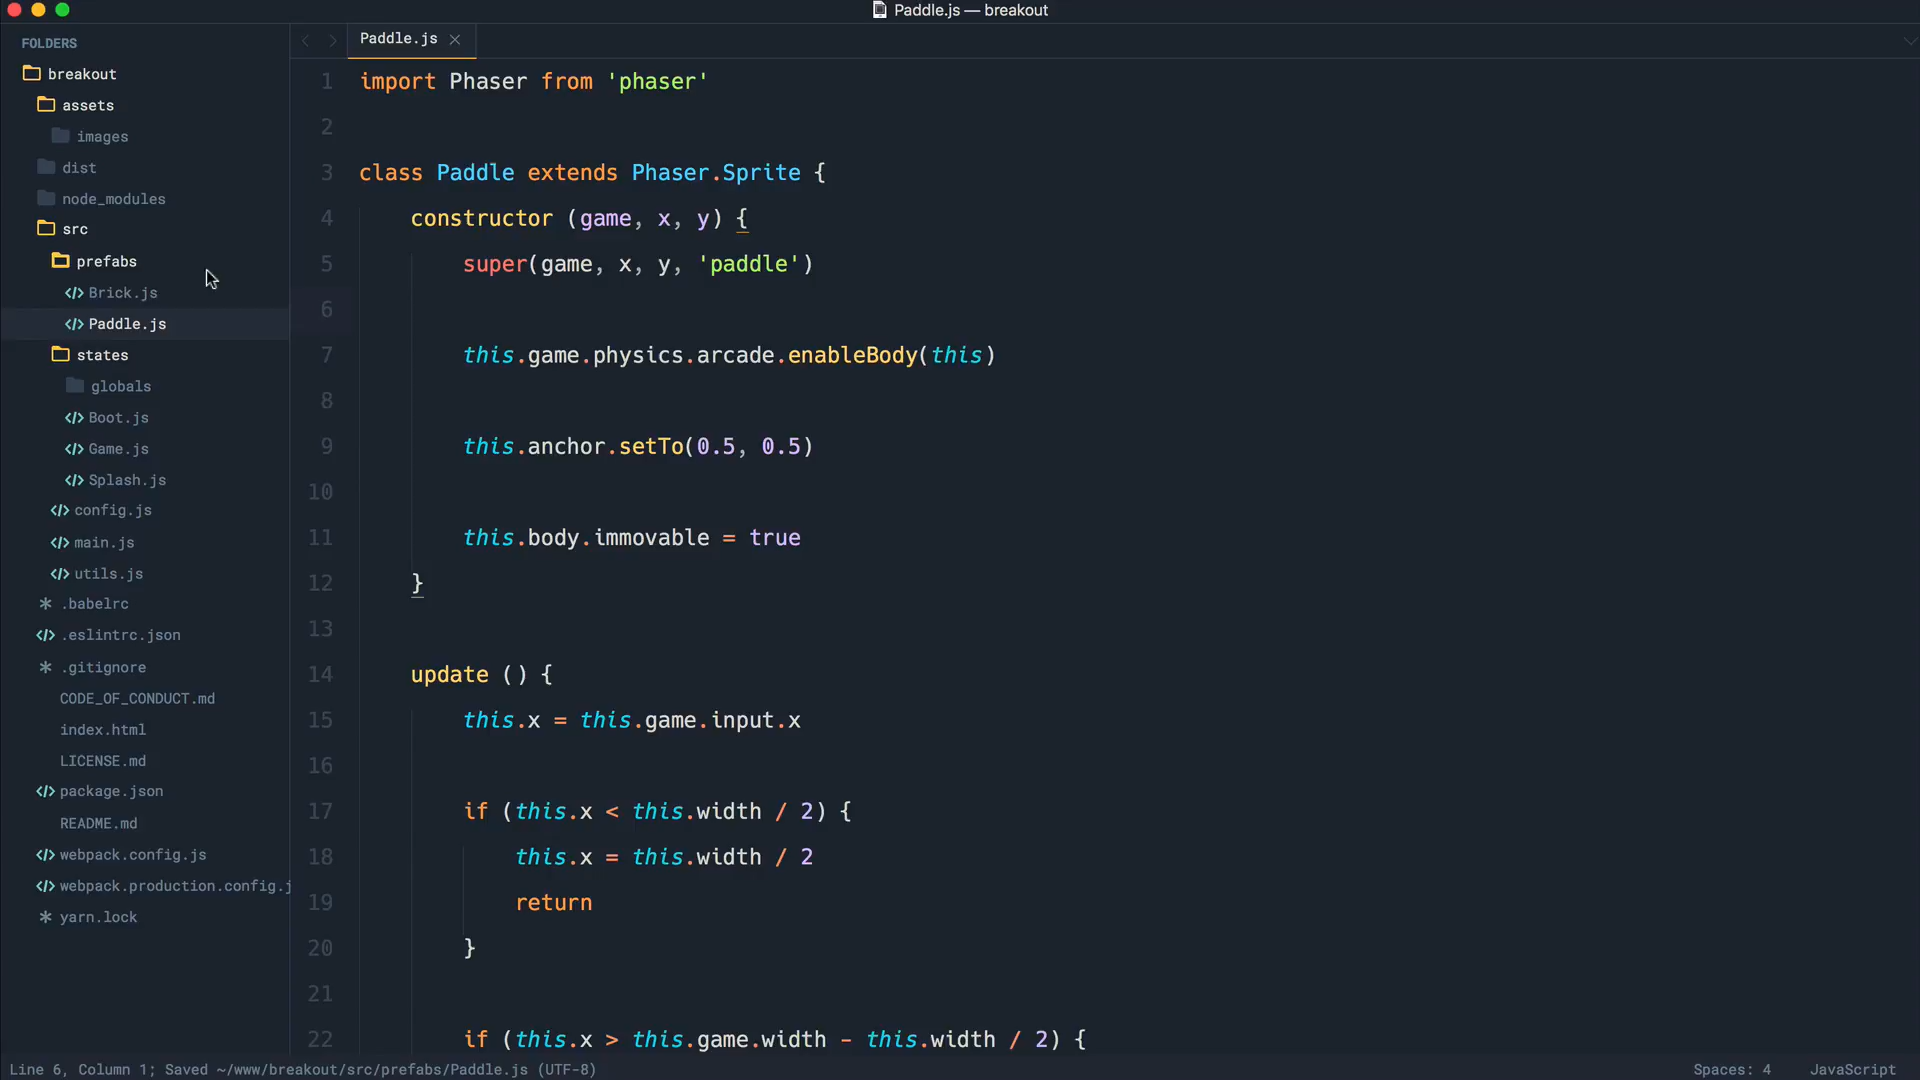 Paddle.js — breakout
FOLDERS
breakout
assets
images
dist
node_modules
src
prefabs
Brick.js
Paddle.js
states
globals
Boot.js
Game.js
Splash.js
config.js
main.js
utils.js
.babelrc
.eslintrc.json
.gitignore
CODE_OF_CONDUCT.md
index.html
LICENSE.md
package.json
README.md
webpack.config.js
webpack.production.config.j
yarn.lock
Paddle.js
1 import Phaser from 'phaser'
2
3 class Paddle extends Phaser.Sprite {
4 constructor (game, x, y) {
5 super(game, x, y, 'paddle')
6
7 this.game.physics.arcade.enableBody(this)
8
9 this.anchor.setTo(0.5, 0.5)
10
11 this.body.immovable = true
12 }
13
14 update () {
15 this.x = this.game.input.x
16
17 if (this.x < this.width / 2) {
18 this.x = this.width / 2
19 return
20 }
21
22 if (this.x > this.game.width - this.width / 2) {
Line 6, Column 1; Saved ~/www/breakout/src/prefabs/Paddle.js (UTF-8)
Spaces: 4
JavaScript